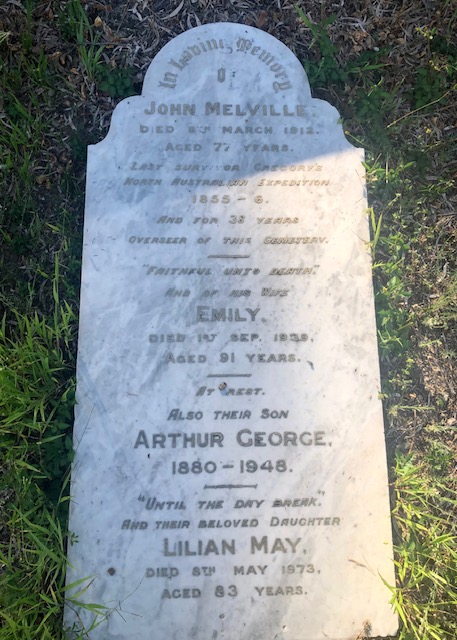 In Loving Memory
OF
JOHN MELVILLE
DIED 9TH MARCH 1912.
AGED 77 YEARS.
LAST SURVIVOR GREGORY'S
NORTH AUSTRALIAN EXPEDITION
1855-6.
AND FOR 36 YEARS
OVERSEER OF THIS CEMETERY.
"FAITHFUL UNTO DEATH."
AND OF HIS WIFE
EMILY,
DIED 1ST SEP. 1939,
AGED 91 YEARS.
AT REST.
ALSO THEIR SON
ARTHUR GEORGE,
1880-1948.
"UNTIL THE DAY BREAK".
AND THEIR BELOVED DAUGHTER
LILIAN MAY,
DIED 8TH MAY 1973,
AGED 83 YEARS.